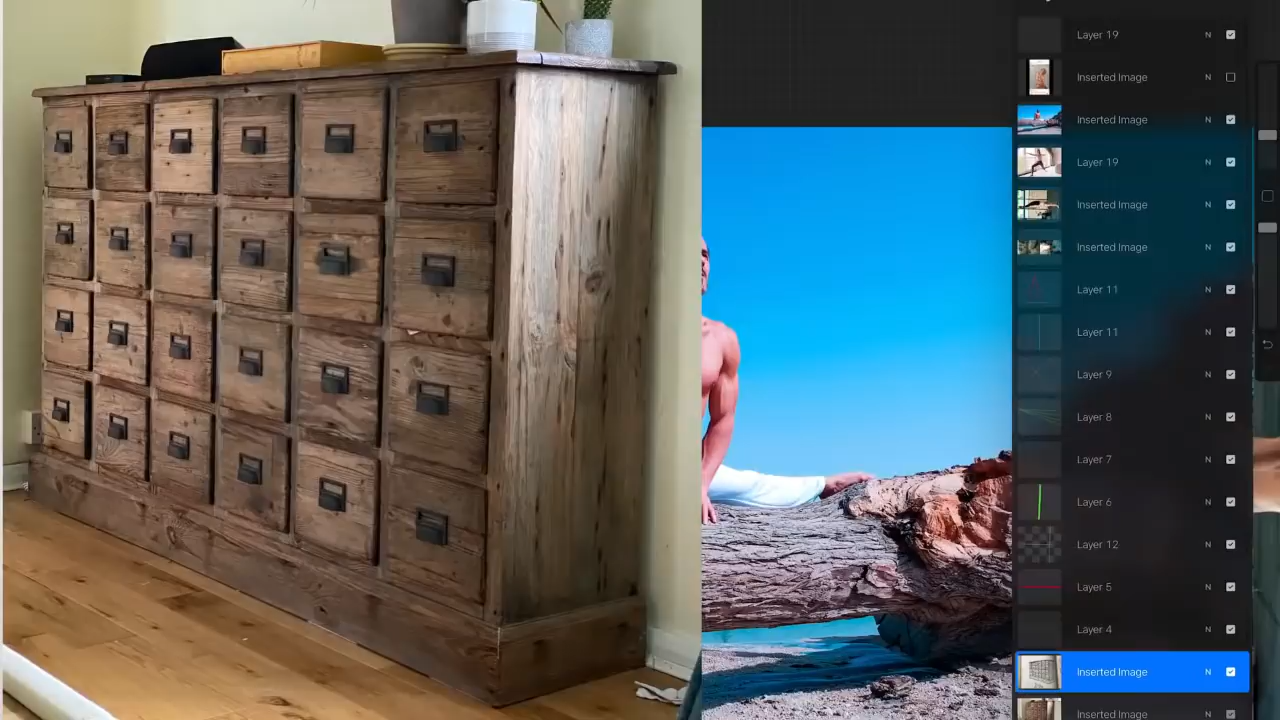 Layer 19 N
Inserted Image N
Inserted Image N
Layer 19 N
Inserted Image N
Inserted Image N
Layer 11 N
Layer 11 N
Layer 9 N
Layer 8 N
Layer 7 N
Layer 6 N
Layer 12 N
Layer 5 N
Layer 4 N
Inserted Image N
Inserted Image N